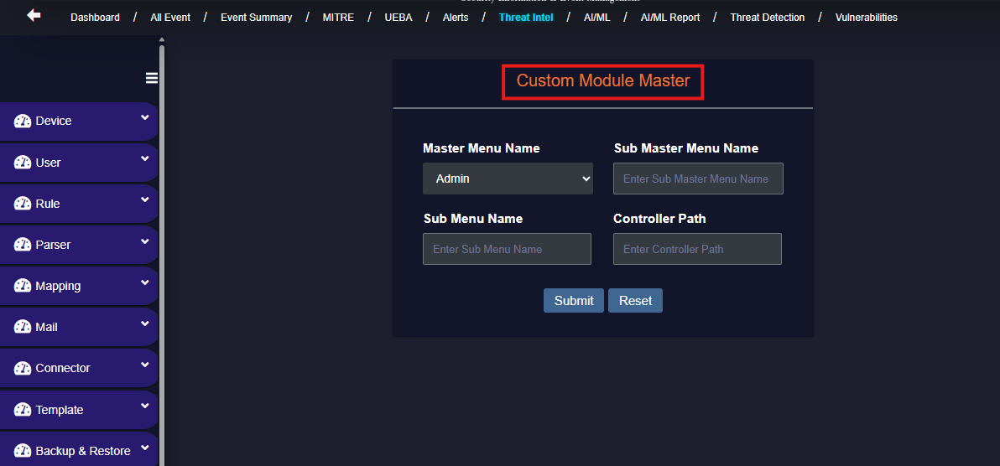 Security Information & Event Management
Dashboard / All Event / Event Summary / MITRE / UEBA / Alerts / Threat Intel / AI/ML / AI/ML Report / Threat Detection / Vulnerabilities
Custom Module Master
Device
User
Rule
Parser
Mapping
Mail
Connector
Template
Backup & Restore
Master Menu Name Sub Master Menu Name
Admin Enter Sub Master Menu Name
Sub Menu Name Controller Path
Enter Sub Menu Name Enter Controller Path
Submit Reset